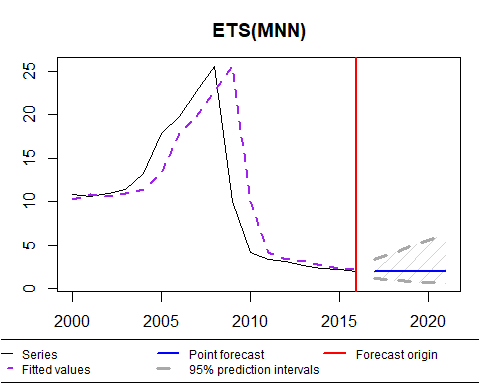 ETS(MNN)
25
20
15
10
5
0
2000 2005 2010 2015 2020
Series Point forecast Forecast origin
Fitted values 95% prediction intervals